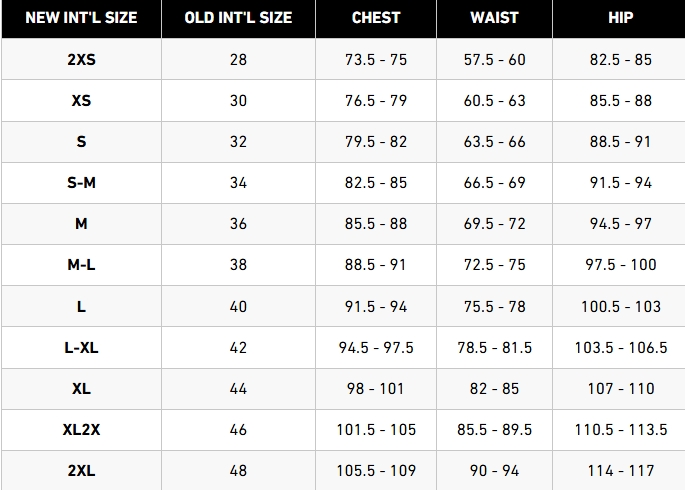 NEW INT'L SIZE OLD INT'L SIZE CHEST WAIST HIP
2XS 28 73.5 - 75 57.5 - 60 82.5 - 85
XS 30 76.5 - 79 60.5 - 63 85.5 - 88
S 32 79.5 - 82 63.5 - 66 88.5 - 91
S-M 34 82.5 - 85 66.5 - 69 91.5 - 94
M 36 85.5 - 88 69.5 - 72 94.5 - 97
M-L 38 88.5 - 91 72.5 - 75 97.5 - 100
L 40 91.5 - 94 75.5 - 78 100.5 - 103
L-XL 42 94.5 - 97.5 78.5 - 81.5 103.5 - 106.5
XL 44 98 - 101 82 - 85 107 - 110
XL2X 46 101.5 - 105 85.5 - 89.5 110.5 - 113.5
2XL 48 105.5 - 109 90 - 94 114 - 117